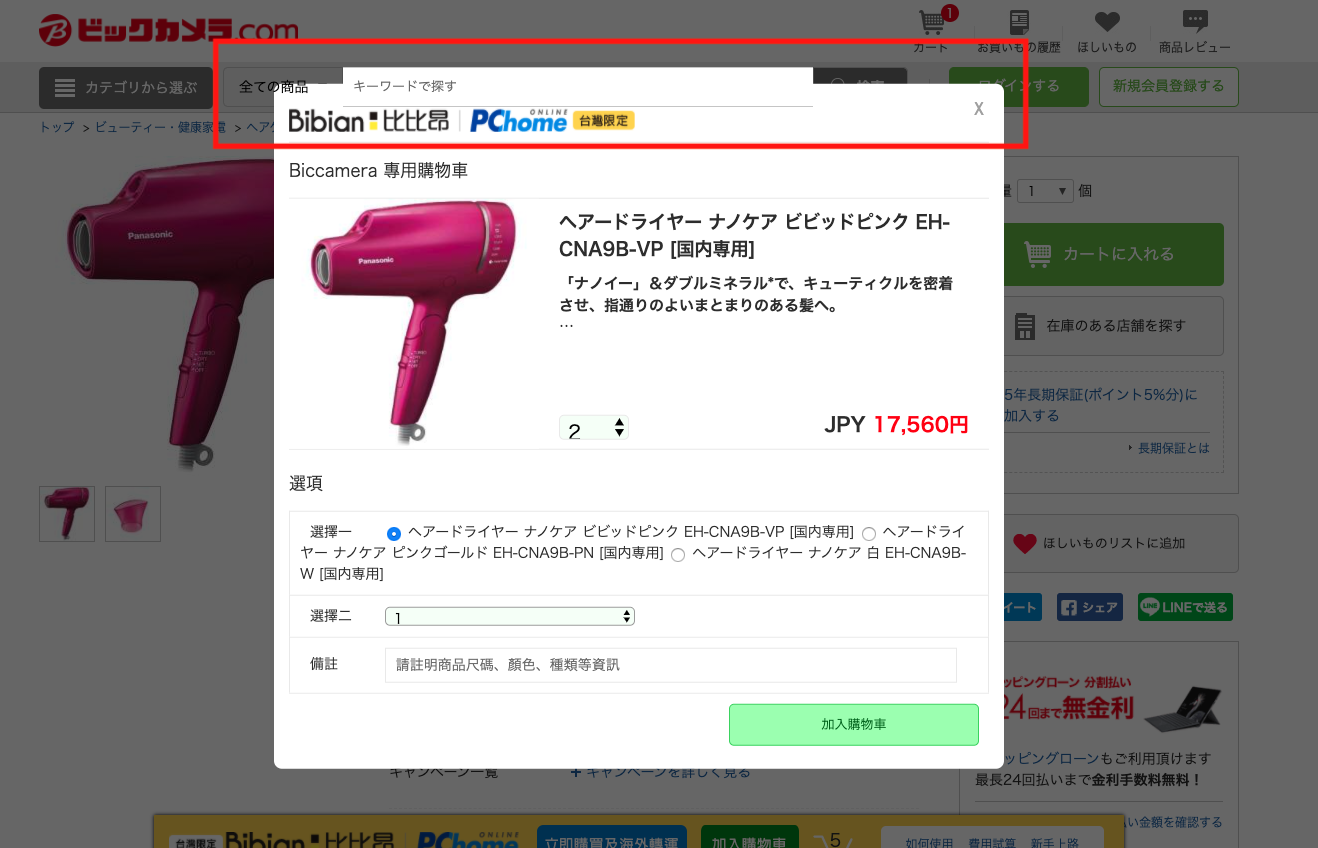 ビックカメラ.com
1
カート
お買いもの履歴
ほしいもの
商品レビュー
カテゴリから選ぶ
全ての商品
キーワードで探す
検索
ログインする
新規会員登録する
トップ > ビューティー・健康家電 > ヘアケ
Bibian 比比昂 PChome ONLINE 台灣限定
X
Biccamera 專用購物車
Panasonic
Panasonic
ヘアードライヤー ナノケア ビビッドピンク EH-
CNA9B-VP [国内専用]
「ナノイー」＆ダブルミネラル*で、キューティクルを密着
させ、指通りのよいまとまりのある髪へ。
…
2
JPY 17,560円
選項
選擇一
ヘアードライヤー ナノケア ビビッドピンク EH-CNA9B-VP [国内専用] ヘアードライ
ヤー ナノケア ピンクゴールド EH-CNA9B-PN [国内専用] ヘアードライヤー ナノケア 白 EH-CNA9B-
W [国内専用]
選擇二
1
備註
請註明商品尺碼、顏色、種類等資訊
加入購物車
量
1
個
カートに入れる
在庫のある店舗を探す
5年長期保証(ポイント5%分)に
加入する
長期保証とは
ほしいものリストに追加
イート
シェア
LINEで送る
ッピングローン 分割払い
24回まで無金利
ッピングローンもご利用頂けます
最長24回払いまで金利手数料無料！
い金額を確認する
キャンペーン一覧
+ キャンペーンを詳しく見る
台灣限定 Bibian 比比昂 PChome ONLINE
立即購買及海外轉運
加入購物車
5
如何使用
費用試算
新手上路